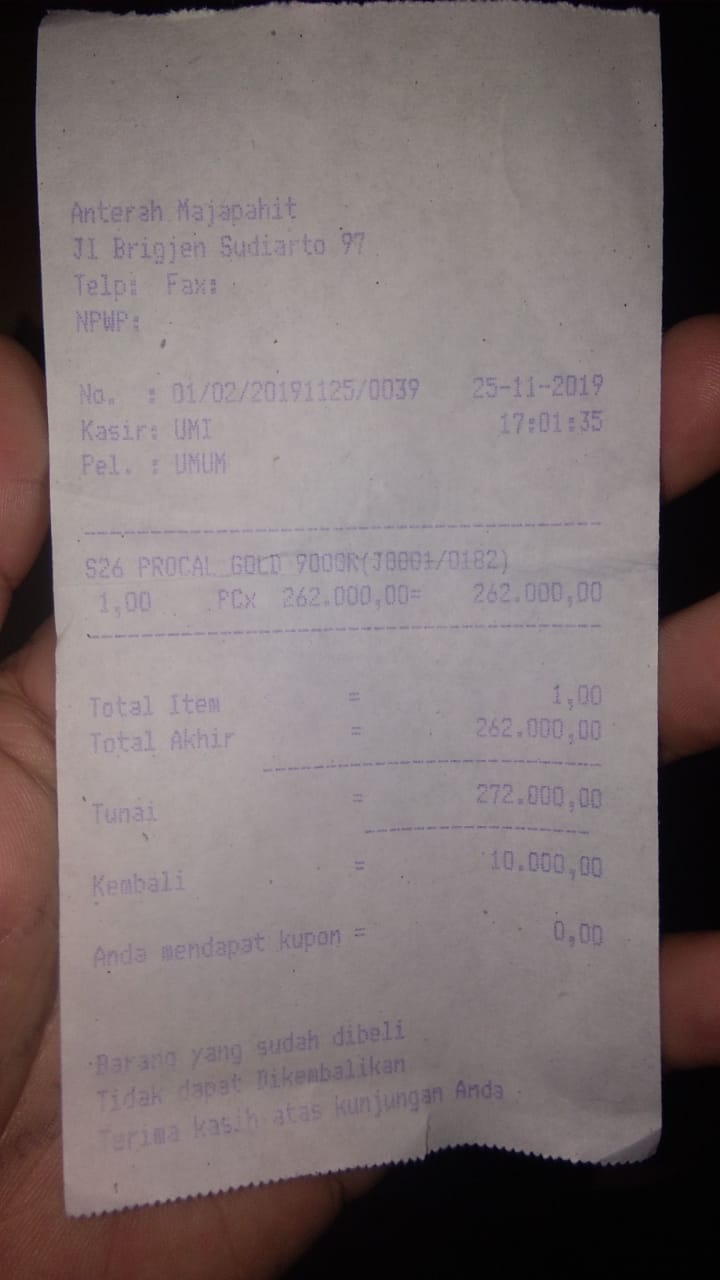 Anterah Majapahit
Jl Brigjen Sudiarto 97
Telp: Fax:
NPWP:
No. : 01/02/20191125/0039 25-11-2019
Kasir: UMI 17:01:35
Pel. : UMUM
S26 PROCAL GOLD 900GR(J0001/0182)
1,00 PCx 262.000,00= 262.000,00
Total Item = 1,00
Total Akhir = 262.000,00
Tunai = 272.000,00
Kembali = 10.000,00
Anda mendapat kupon = 0,00
Barang yang sudah dibeli
Tidak dapat Dikembalikan
Terima kasih atas kunjungan Anda